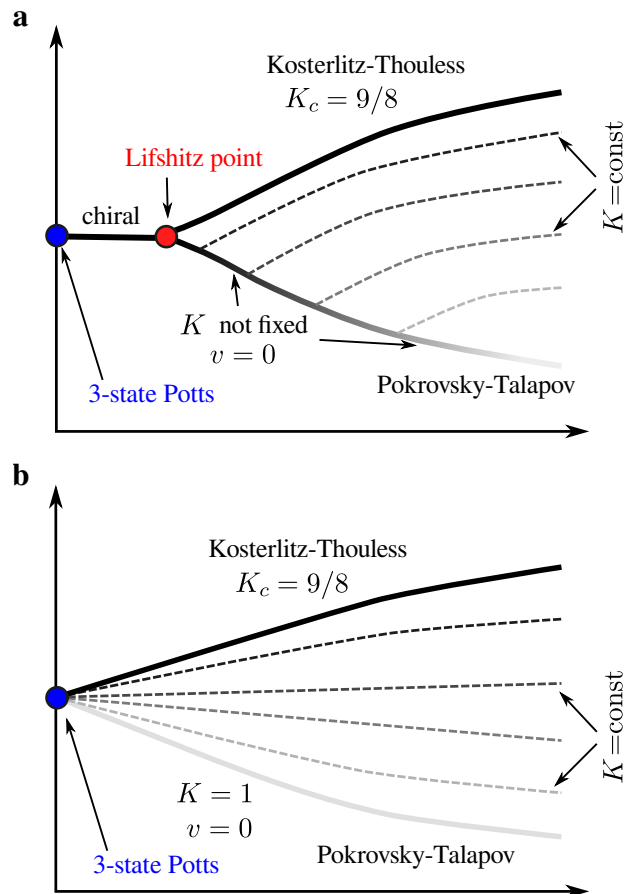 a
Kosterlitz-Thouless
K_c = 9/8
Lifshitz point
chiral
K =const
K not fixed
v = 0
3-state Potts
Pokrovsky-Talapov
b
Kosterlitz-Thouless
K_c = 9/8
K =const
K = 1
v = 0
3-state Potts
Pokrovsky-Talapov